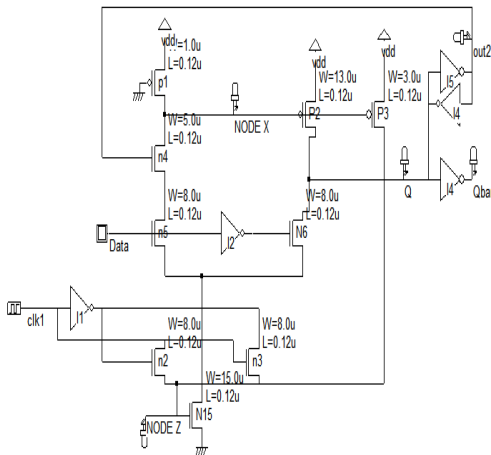 vdd
W=1.0u
L=0.12u
p1
vdd
W=13.0u
L=0.12u
P2
vdd
W=3.0u
L=0.12u
P3
out2
I5
I4
NODE X
W=5.0u
L=0.12u
n4
W=8.0u
L=0.12u
n5
Data
I2
W=8.0u
L=0.12u
N6
Q
I4
Qba
clk1
I1
W=8.0u
L=0.12u
n2
W=8.0u
L=0.12u
n3
W=15.0u
L=0.12u
N15
NODE Z